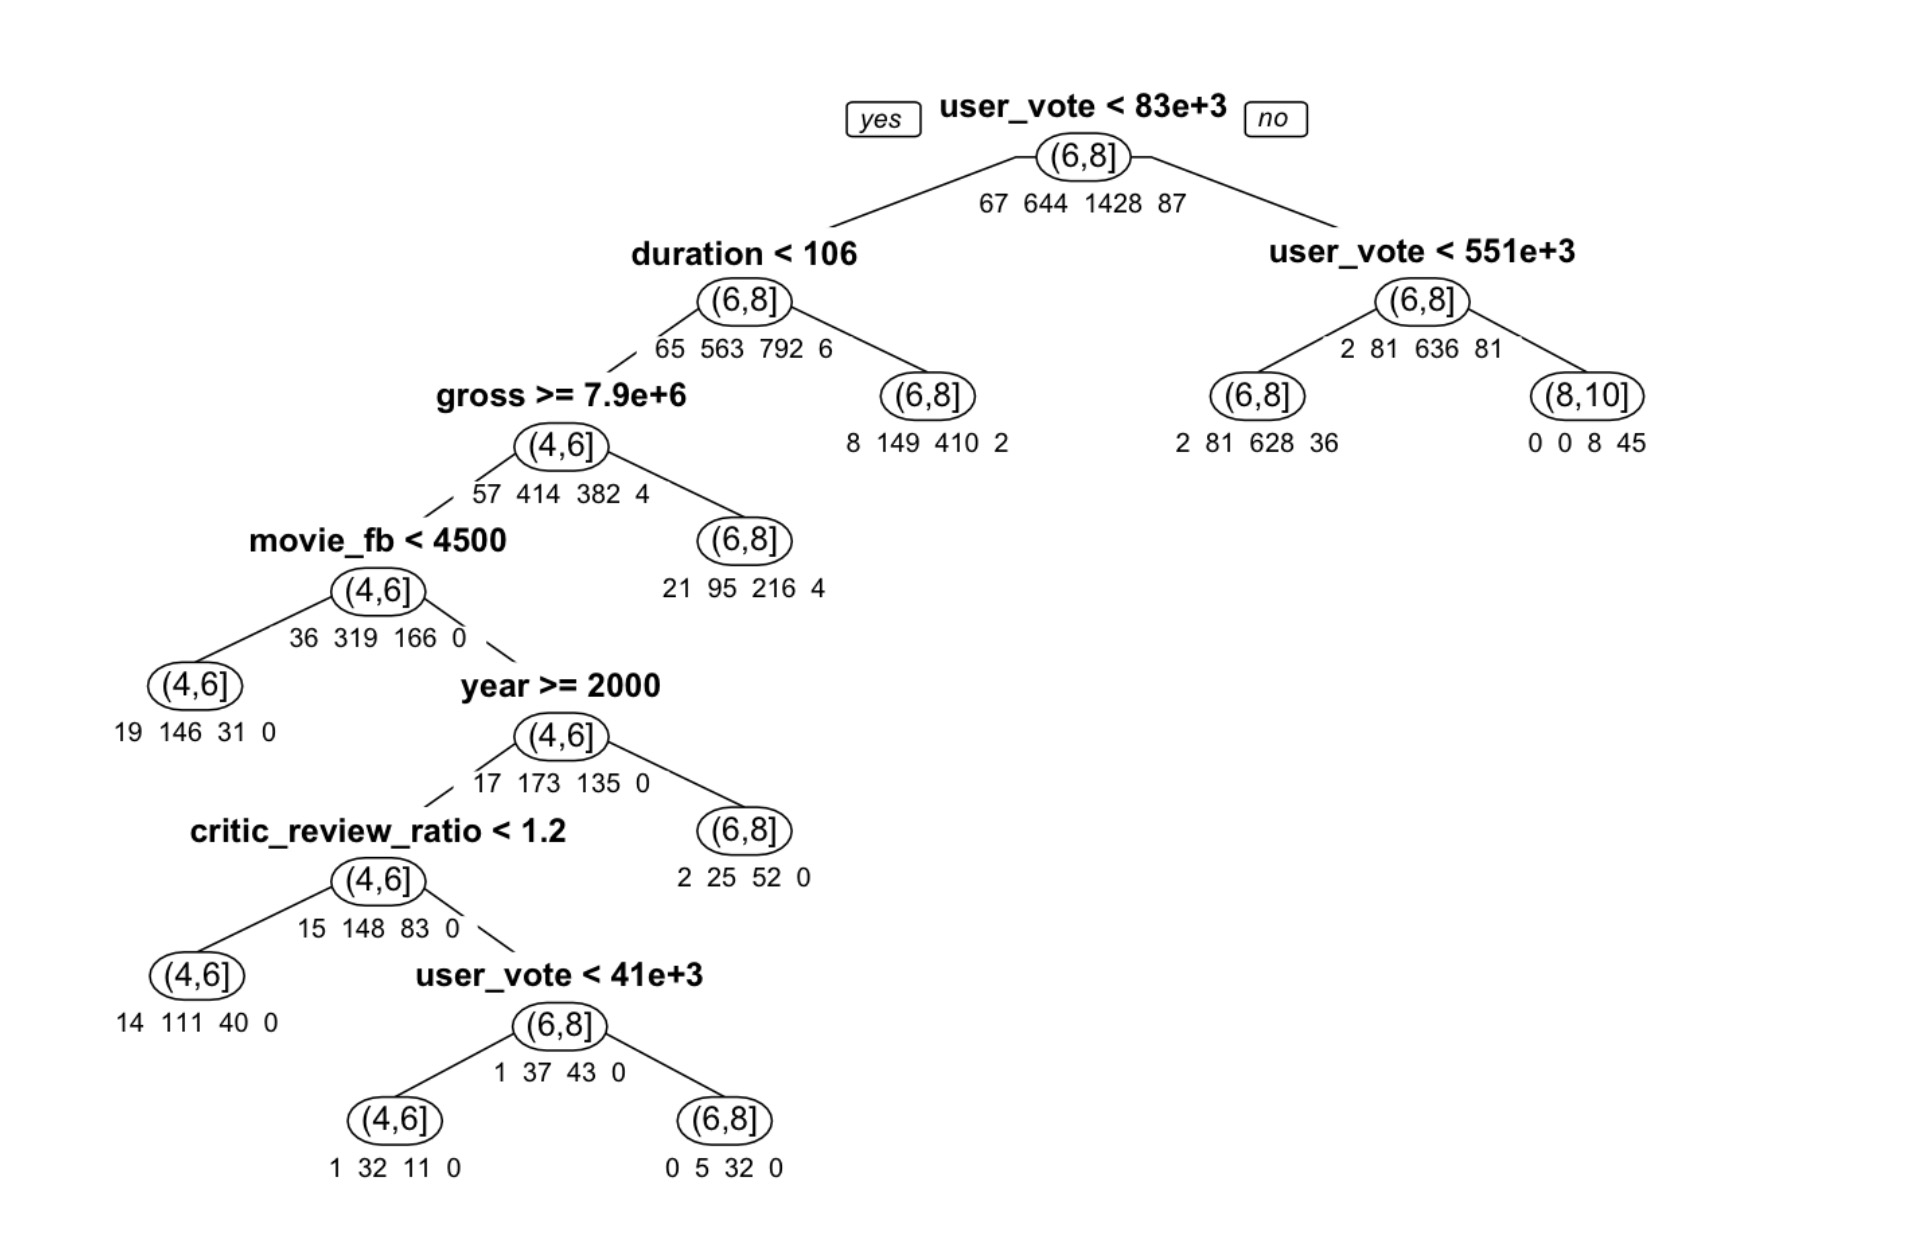 yes user_vote < 83e+3 no
(6,8]
67 644 1428 87
duration < 106 user_vote < 551e+3
(6,8] (6,8]
65 563 792 6 2 81 636 81
gross >= 7.9e+6 (6,8] (6,8] (8,10]
(4,6] 8 149 410 2 2 81 628 36 0 0 8 45
57 414 382 4
movie_fb < 4500 (6,8]
(4,6] 21 95 216 4
36 319 166 0
(4,6] year >= 2000
19 146 31 0 (4,6]
17 173 135 0
critic_review_ratio < 1.2 (6,8]
(4,6] 2 25 52 0
15 148 83 0
(4,6] user_vote < 41e+3
14 111 40 0 (6,8]
1 37 43 0
(4,6] (6,8]
1 32 11 0 0 5 32 0